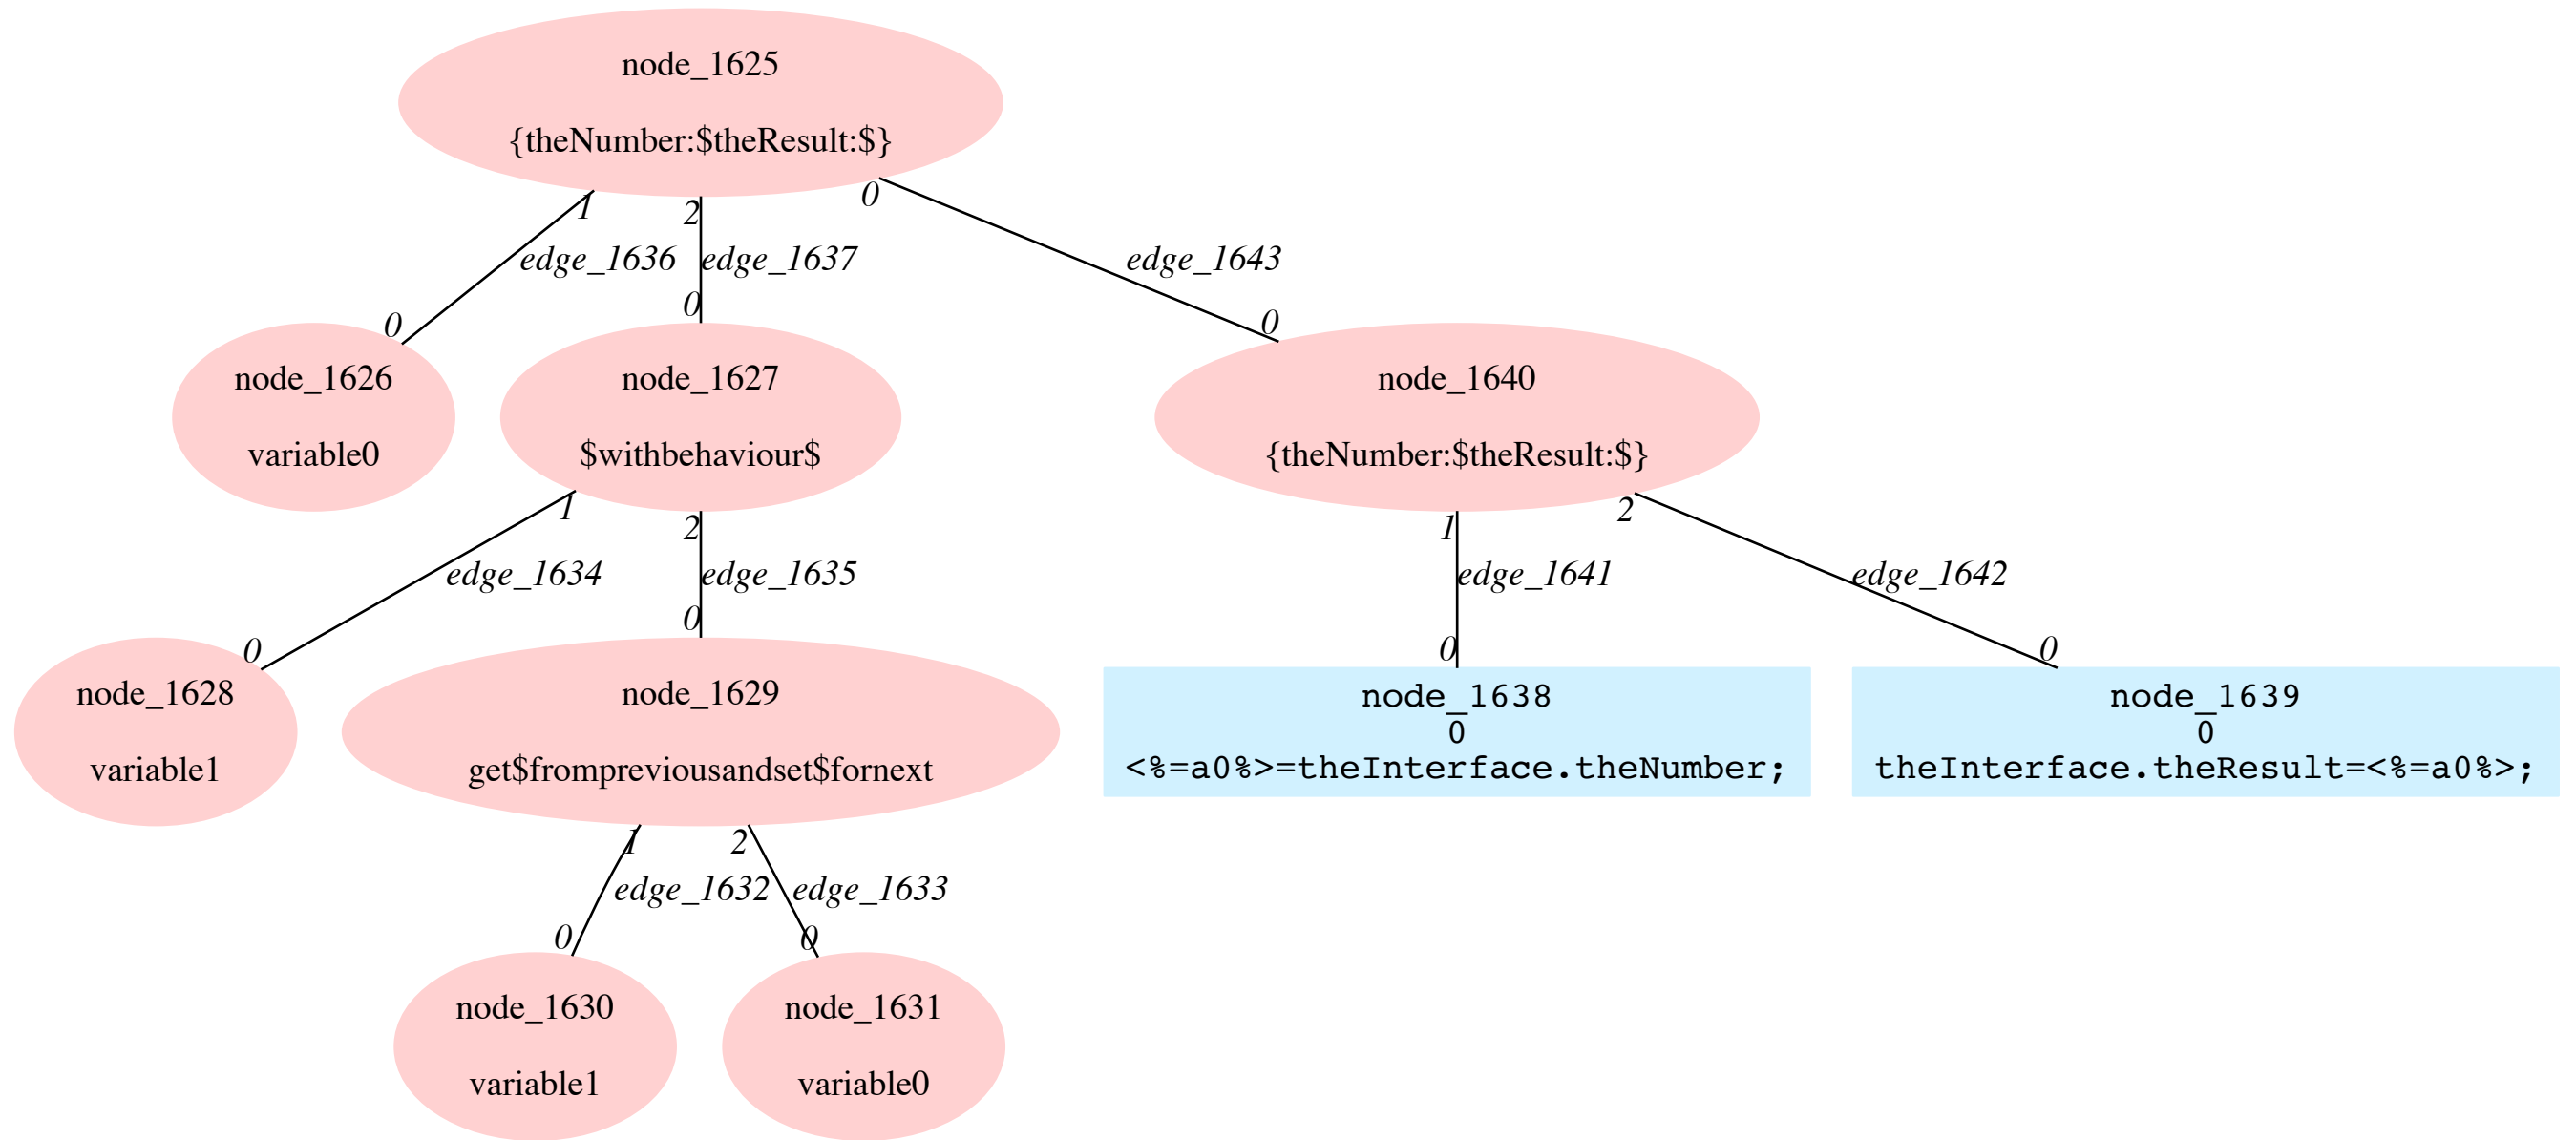 node_1625
{theNumber:$theResult:$}
1
2
0
edge_1636
edge_1637
edge_1643
0
0
0
node_1626
variable0
node_1627
$withbehaviour$
node_1640
{theNumber:$theResult:$}
1
2
1
2
edge_1634
edge_1635
edge_1641
edge_1642
0
0
0
0
node_1628
variable1
node_1629
get$frompreviousandset$fornext
node_1638
0
<%=a0%>=theInterface.theNumber;
node_1639
0
theInterface.theResult=<%=a0%>;
1
2
edge_1632
edge_1633
0
0
node_1630
variable1
node_1631
variable0